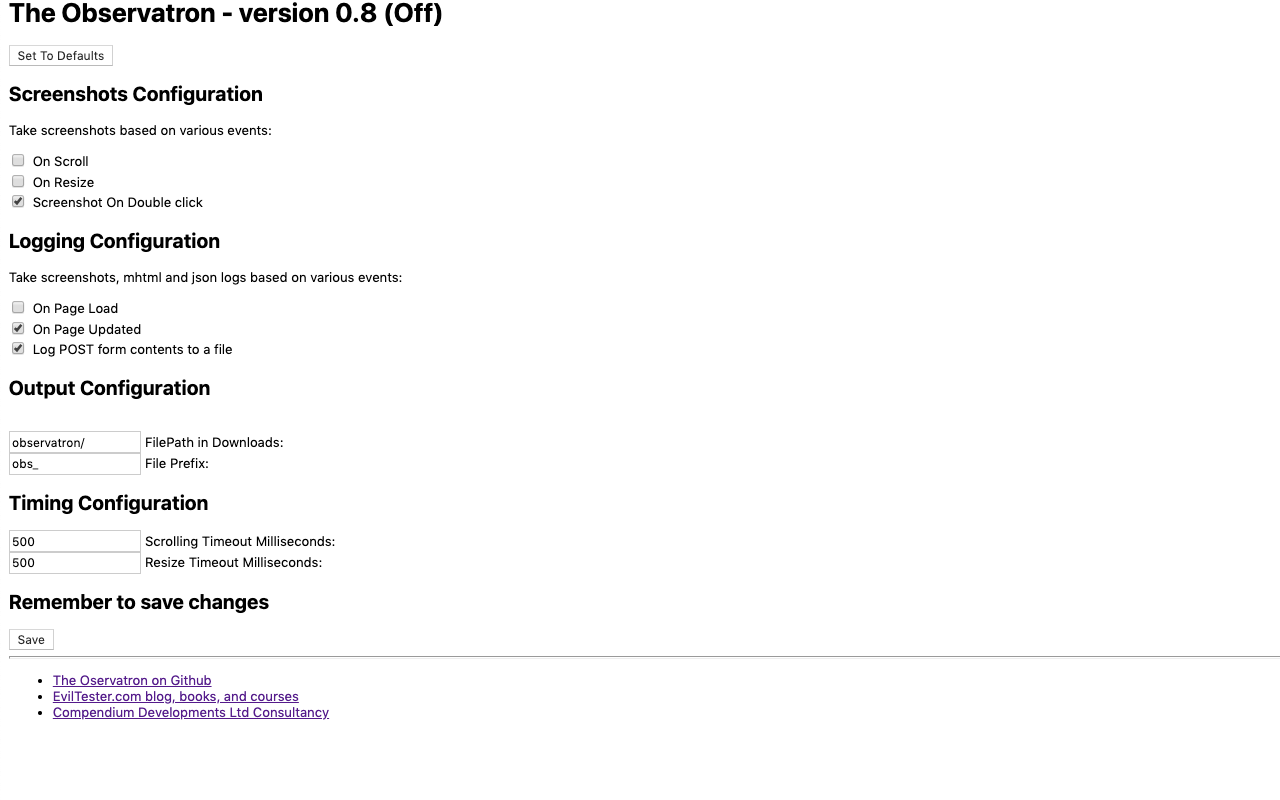 The Observatron - version 0.8 (Off)
Set To Defaults
Screenshots Configuration
Take screenshots based on various events:
On Scroll
On Resize
Screenshot On Double click
Logging Configuration
Take screenshots, mhtml and json logs based on various events:
On Page Load
On Page Updated
Log POST form contents to a file
Output Configuration
observatron/ FilePath in Downloads:
obs_ File Prefix:
Timing Configuration
500 Scrolling Timeout Milliseconds:
500 Resize Timeout Milliseconds:
Remember to save changes
Save
The Oservatron on Github
EvilTester.com blog, books, and courses
Compendium Developments Ltd Consultancy